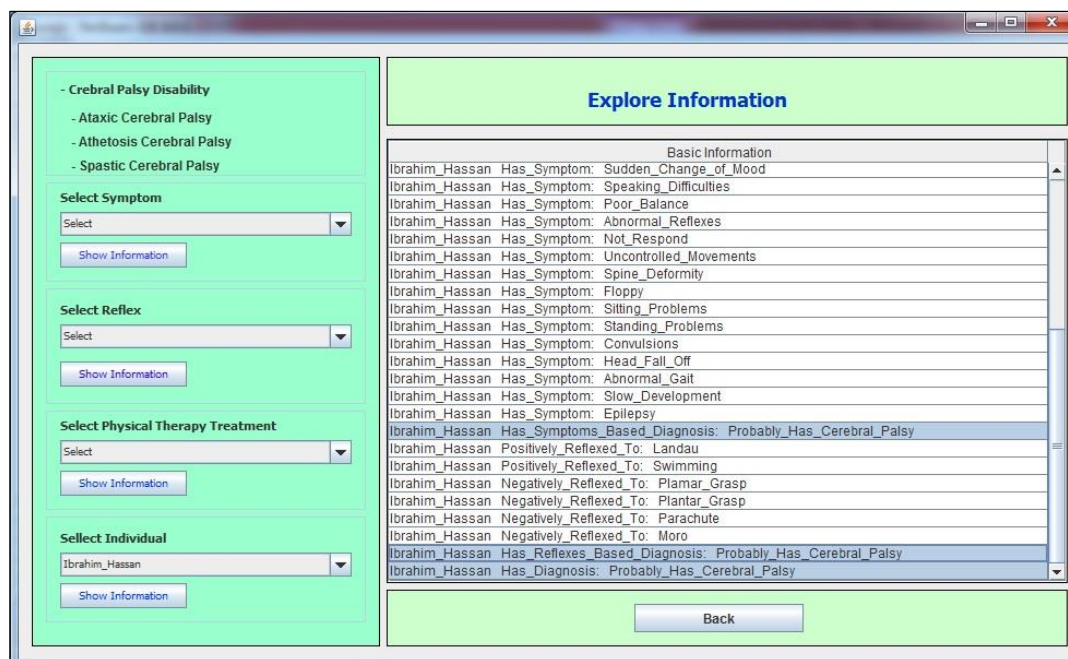 - Crebral Palsy Disability
- Ataxic Cerebral Palsy
- Athetosis Cerebral Palsy
- Spastic Cerebral Palsy
Select Symptom
Select
Show Information
Select Reflex
Select
Show Information
Select Physical Therapy Treatment
Select
Show Information
Sellect Individual
Ibrahim_Hassan
Show Information
Explore Information
Basic Information
Ibrahim_Hassan Has_Symptom: Sudden_Change_of_Mood
Ibrahim_Hassan Has_Symptom: Speaking_Difficulties
Ibrahim_Hassan Has_Symptom: Poor_Balance
Ibrahim_Hassan Has_Symptom: Abnormal_Reflexes
Ibrahim_Hassan Has_Symptom: Not_Respond
Ibrahim_Hassan Has_Symptom: Uncontrolled_Movements
Ibrahim_Hassan Has_Symptom: Spine_Deformity
Ibrahim_Hassan Has_Symptom: Floppy
Ibrahim_Hassan Has_Symptom: Sitting_Problems
Ibrahim_Hassan Has_Symptom: Standing_Problems
Ibrahim_Hassan Has_Symptom: Convulsions
Ibrahim_Hassan Has_Symptom: Head_Fall_Off
Ibrahim_Hassan Has_Symptom: Abnormal_Gait
Ibrahim_Hassan Has_Symptom: Slow_Development
Ibrahim_Hassan Has_Symptom: Epilepsy
Ibrahim_Hassan Has_Symptoms_Based_Diagnosis: Probably_Has_Cerebral_Palsy
Ibrahim_Hassan Positively_Reflexed_To: Landau
Ibrahim_Hassan Positively_Reflexed_To: Swimming
Ibrahim_Hassan Negatively_Reflexed_To: Plamar_Grasp
Ibrahim_Hassan Negatively_Reflexed_To: Plantar_Grasp
Ibrahim_Hassan Negatively_Reflexed_To: Parachute
Ibrahim_Hassan Negatively_Reflexed_To: Moro
Ibrahim_Hassan Has_Reflexes_Based_Diagnosis: Probably_Has_Cerebral_Palsy
Ibrahim_Hassan Has_Diagnosis: Probably_Has_Cerebral_Palsy
Back